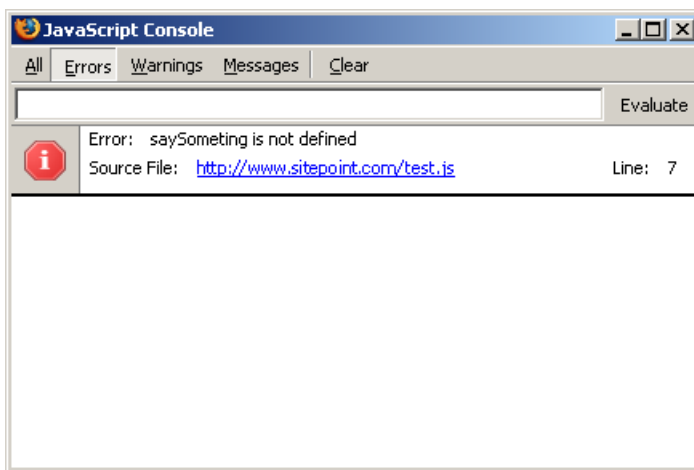 JavaScript Console
All Errors Warnings Messages Clear
Evaluate
Error: saySometing is not defined
Source File: http://www.sitepoint.com/test.js Line: 7